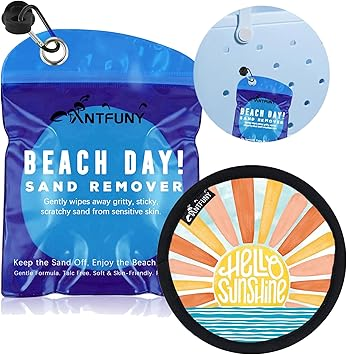 ANTFUNY
BEACH DAY!
SAND REMOVER
Gently wipes away gritty, sticky,
scratchy sand from sensitive skin.
Keep the Sand Off, Enjoy the Beach
Gentle Formula. Talc Free. Soft & Skin-Friendly.
ANTFUNY
ANTFUNY
HELLO
SUNSHINE